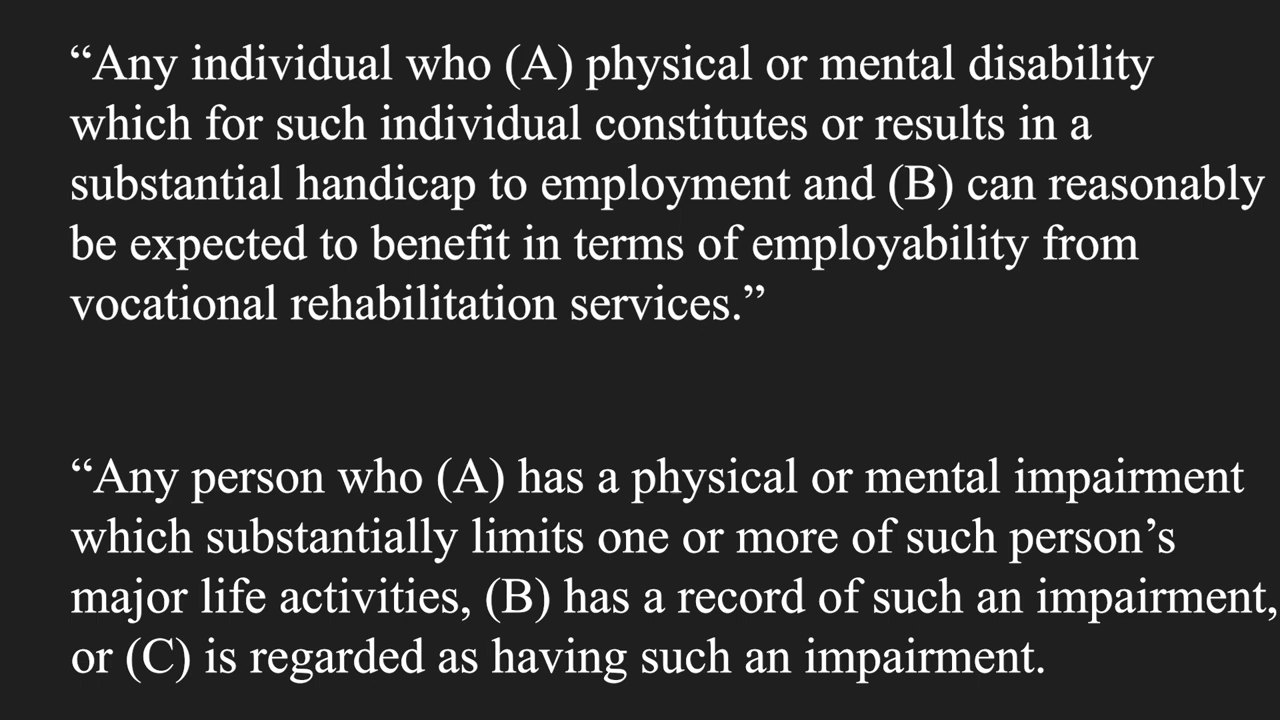 “Any individual who (A) physical or mental disability
which for such individual constitutes or results in a
substantial handicap to employment and (B) can reasonably
be expected to benefit in terms of employability from
vocational rehabilitation services.”
“Any person who (A) has a physical or mental impairment
which substantially limits one or more of such person’s
major life activities, (B) has a record of such an impairment,
or (C) is regarded as having such an impairment.